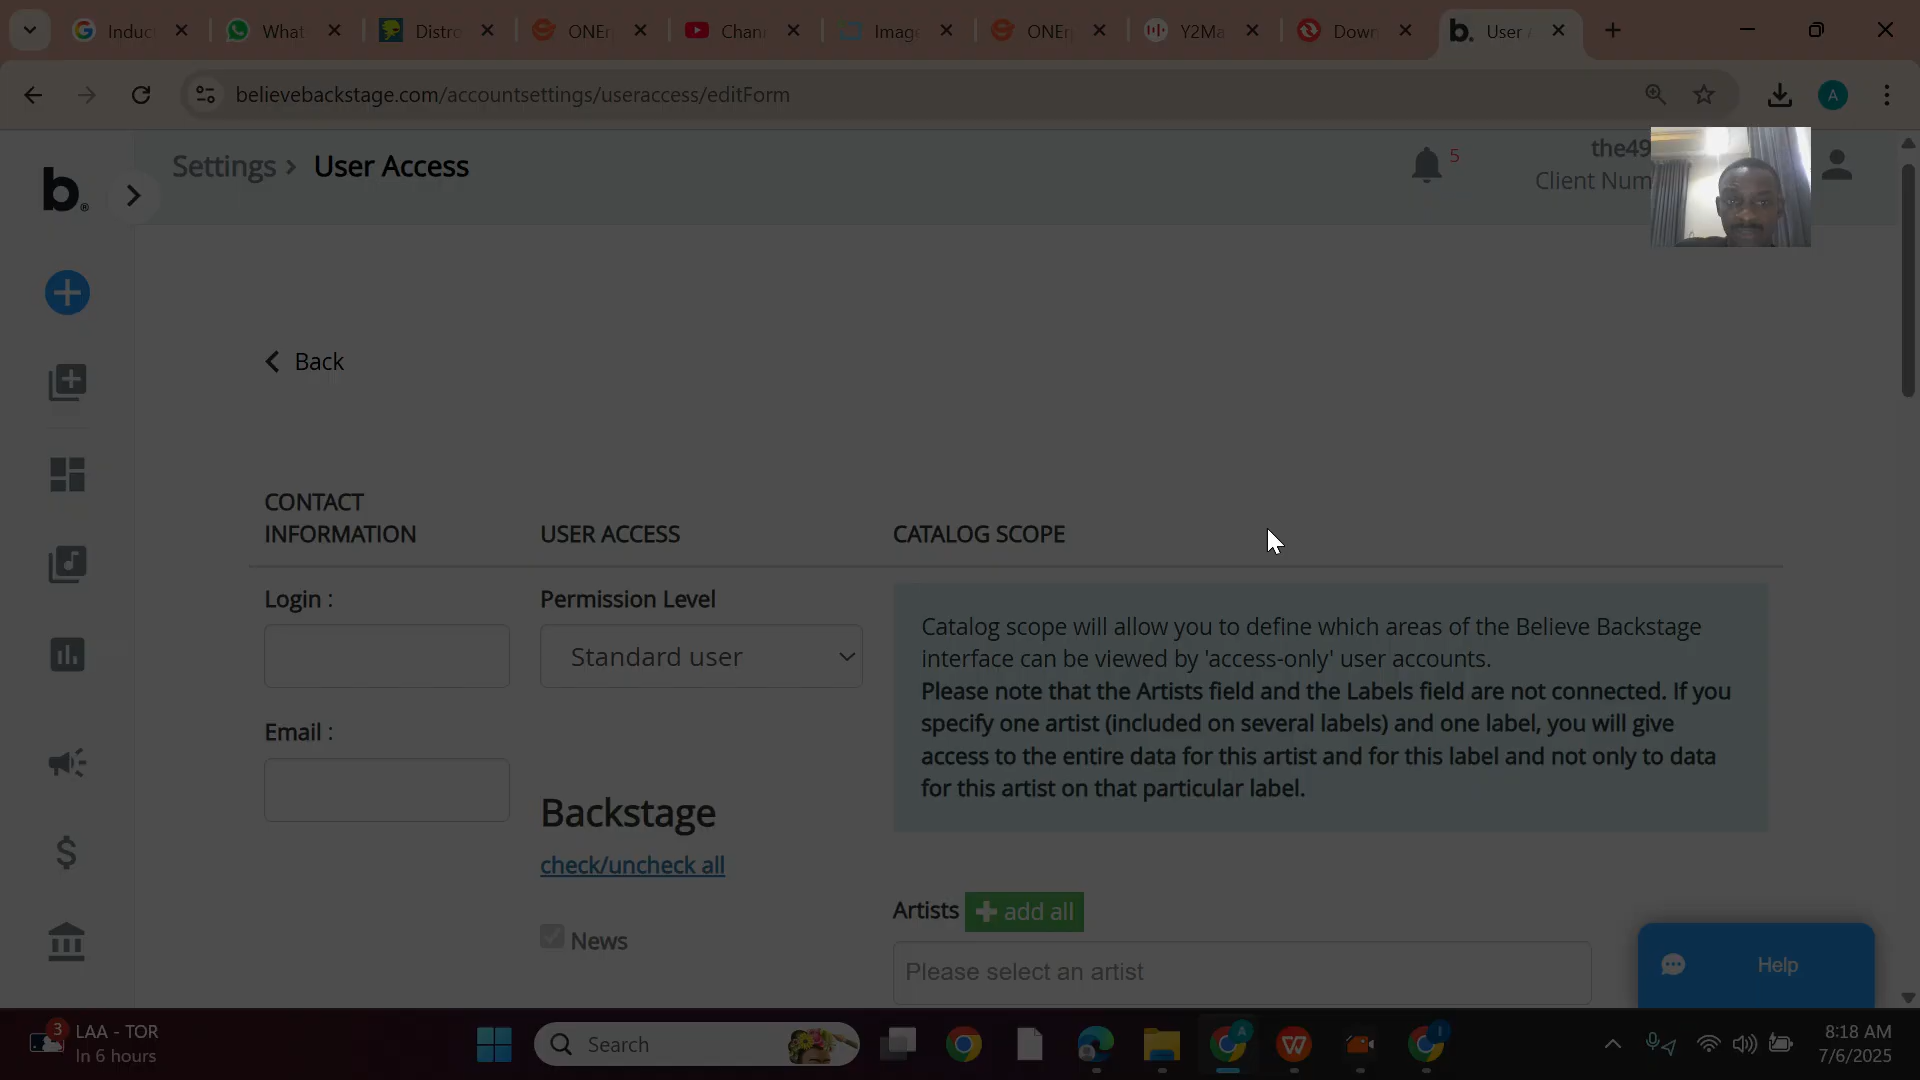 Induc
What
Distro
ONEr
Chan
Image
ONEr
Y2Ma
Down
b.
User /
believebackstage.com/accountsettings/useraccess/editForm
A
b.®
Settings > User Access
5
the49
Client Num
Back
CONTACT
INFORMATION
USER ACCESS
CATALOG SCOPE
Login :
Permission Level
Standard user
Email :
Catalog scope will allow you to define which areas of the Believe Backstage
interface can be viewed by 'access-only' user accounts.
Please note that the Artists field and the Labels field are not connected. If you
specify one artist (included on several labels) and one label, you will give
access to the entire data for this artist and for this label and not only to data
for this artist on that particular label.
Backstage
check/uncheck all
News
Artists + add all
Please select an artist
Help
3
LAA - TOR
In 6 hours
Search
8:18 AM
7/6/2025